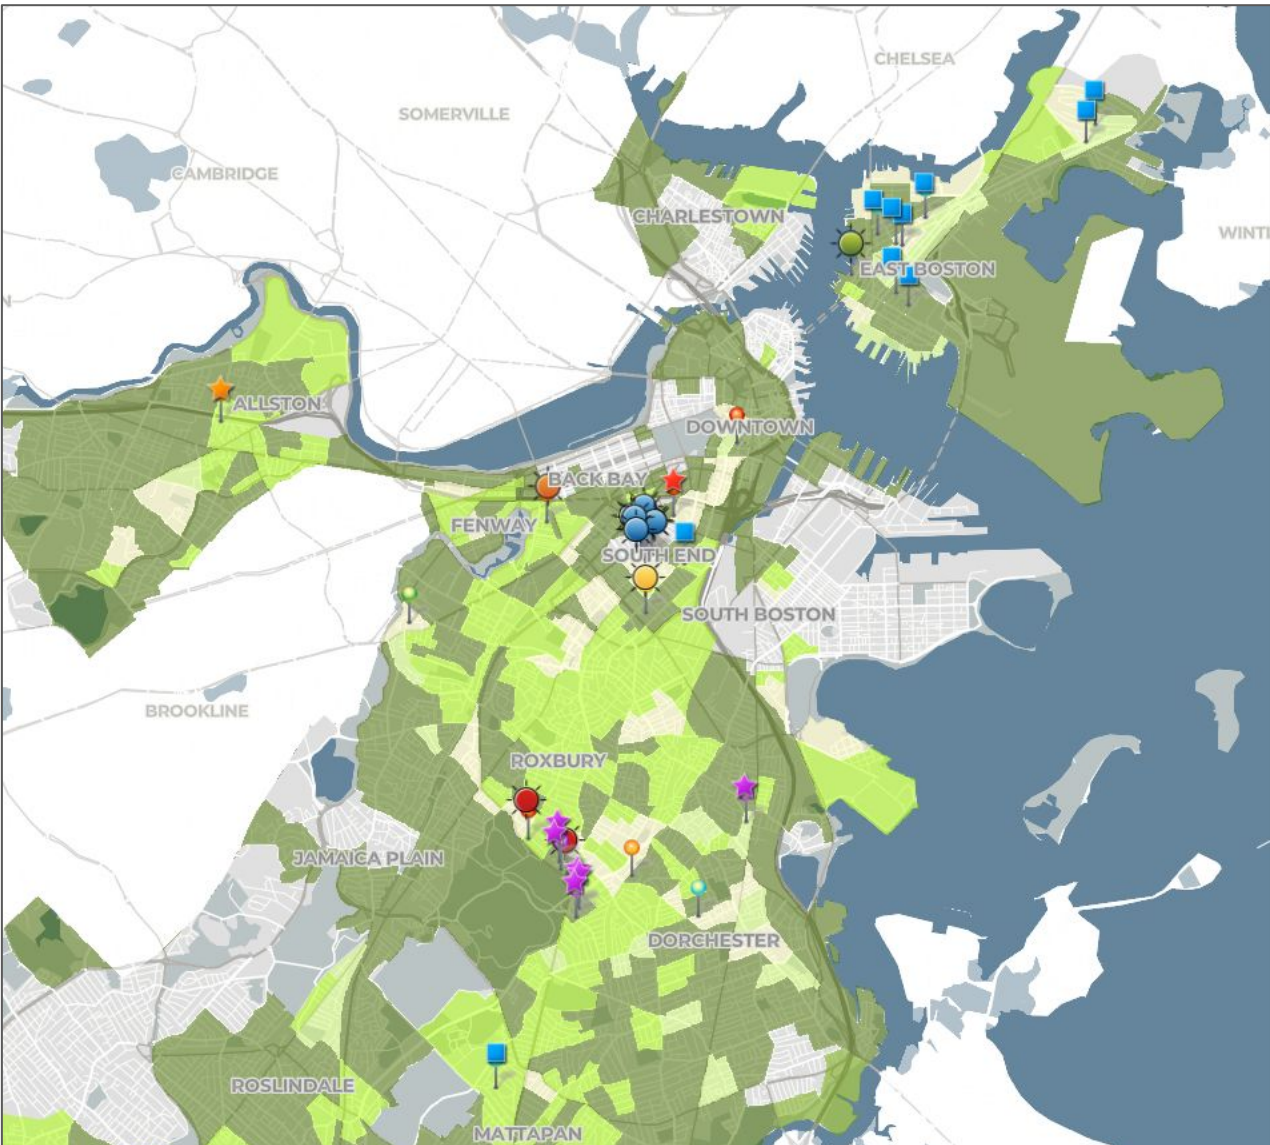 CHELSEA
SOMERVILLE
CAMBRIDGE
CHARLESTOWN
WINTI
EAST BOSTON
N
ALLSTON
DOWNTOWN
BACK BAY
FENWAY
SOUTH END
SOUTH BOSTON
BROOKLINE
ROXBURY
JAMAICA PLAIN
DORCHESTER
ROSLINDALE
MATTAPAN